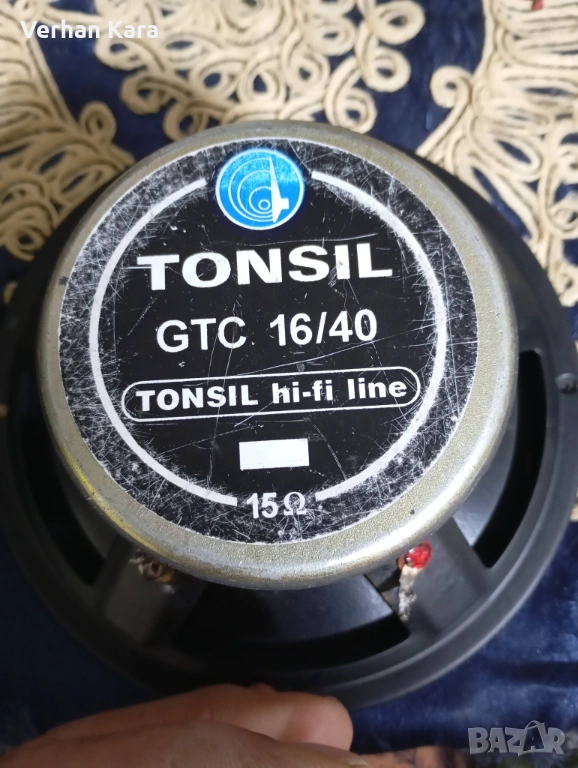 Verhan Kara
TONSIL
GTC 16/40
TONSIL hi-fi line
15Ω
BAZAR